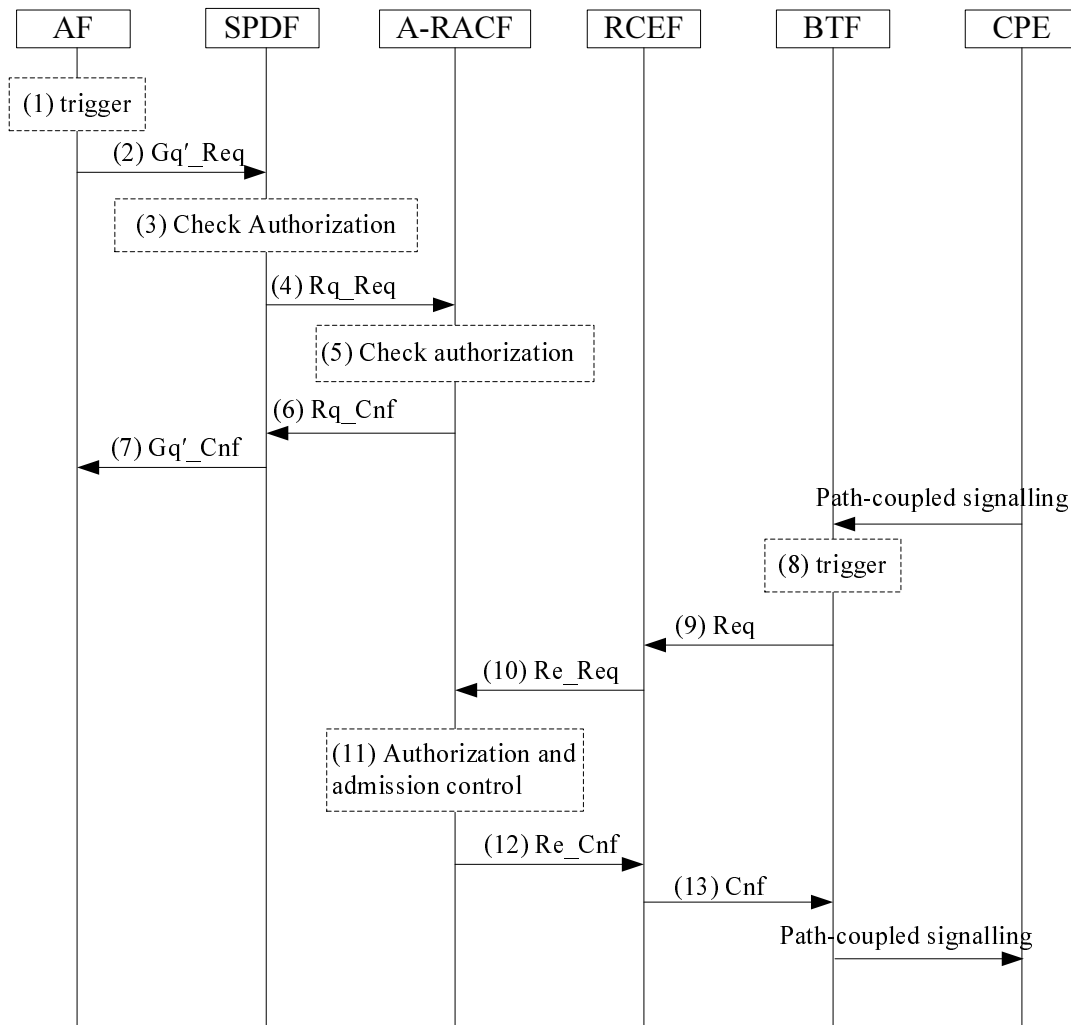 AF
SPDF
A-RACF
RCEF
BTF
CPE
(1) trigger
(2) Gq′_Req
(3) Check Authorization
(4) Rq_Req
(5) Check authorization
(6) Rq_Cnf
(7) Gq′_Cnf
Path-coupled signalling
(8) trigger
(9) Req
(10) Re_Req
(11) Authorization and
admission control
(12) Re_Cnf
(13) Cnf
Path-coupled signalling